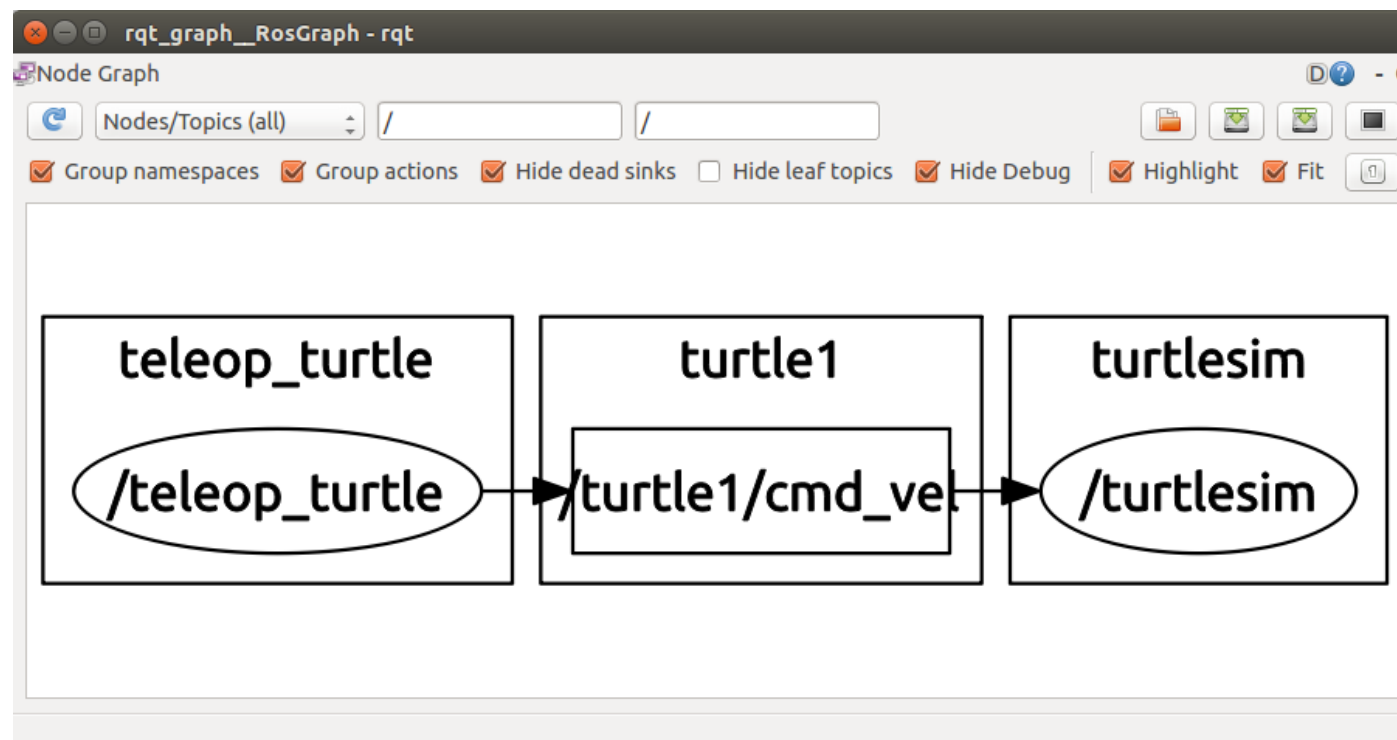 rqt_graph__RosGraph - rqt
Node Graph D ? -
Nodes/Topics (all) / /
Group namespaces Group actions Hide dead sinks Hide leaf topics Hide Debug Highlight Fit
teleop_turtle turtle1 turtlesim
/teleop_turtle /turtle1/cmd_vel /turtlesim